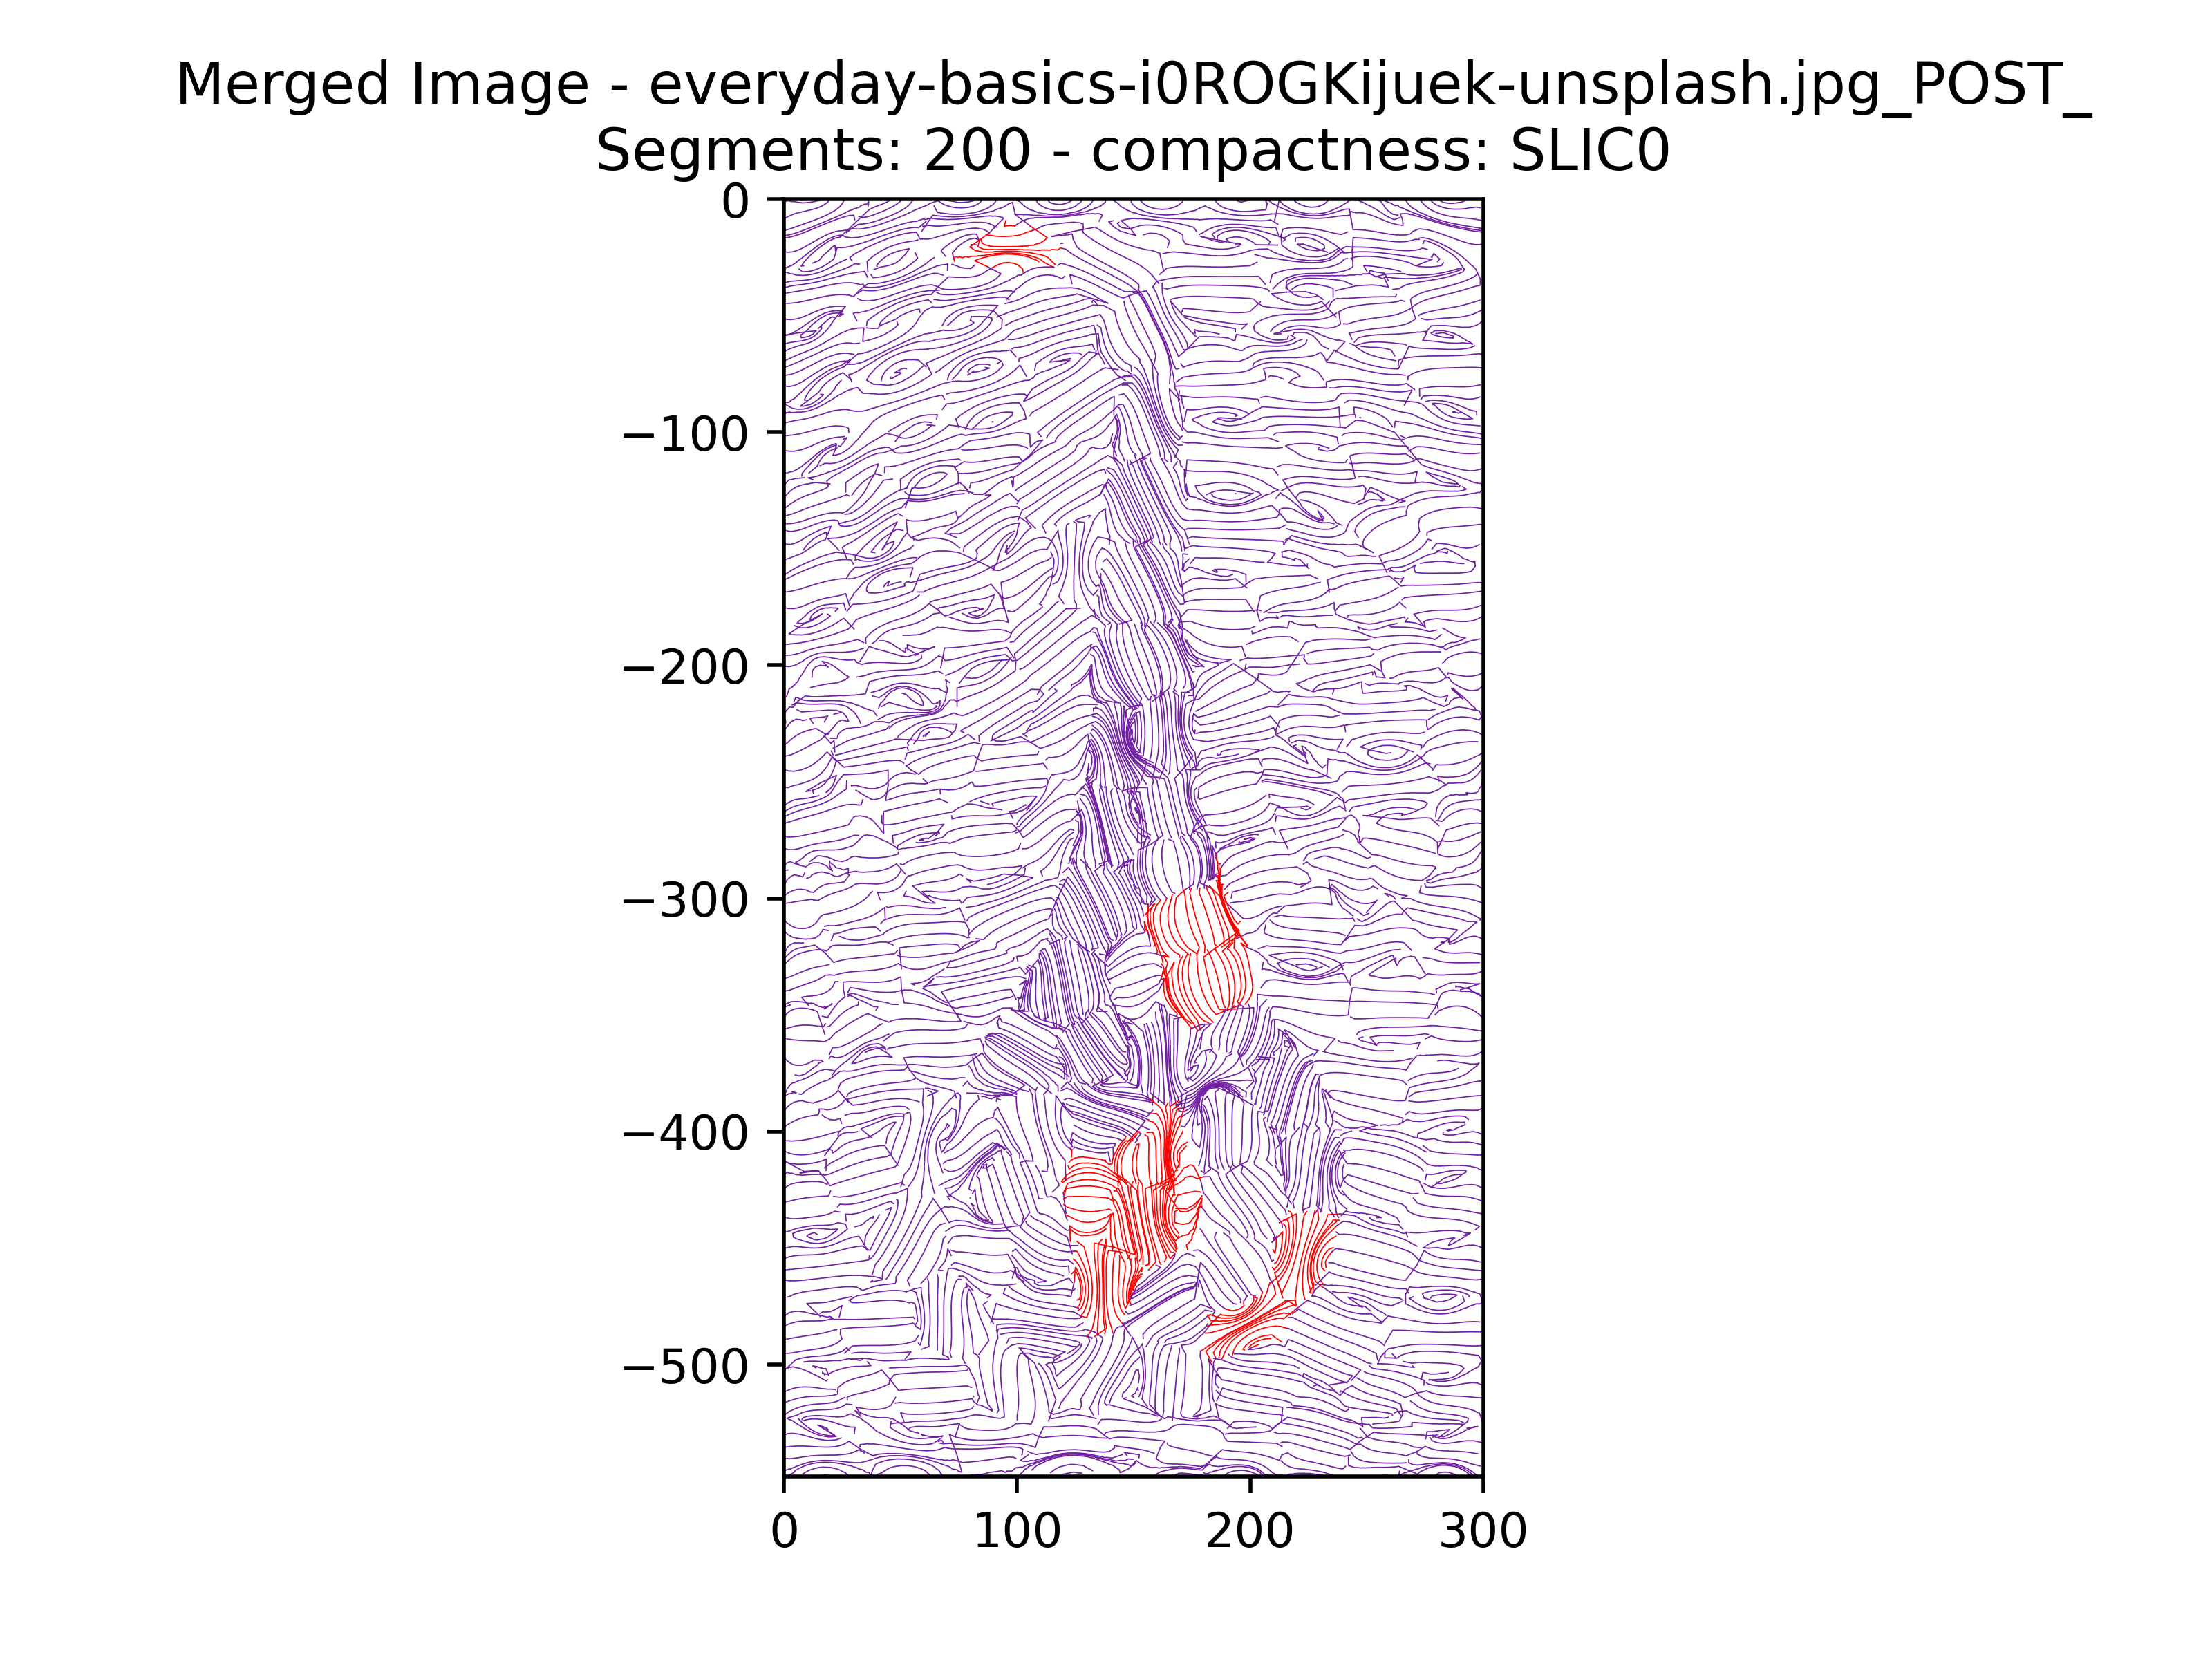 Merged Image - everyday-basics-i0ROGKijuek-unsplash.jpg_POST_
Segments: 200 - compactness: SLIC0
0
−100
−200
−300
−400
−500
0 100 200 300